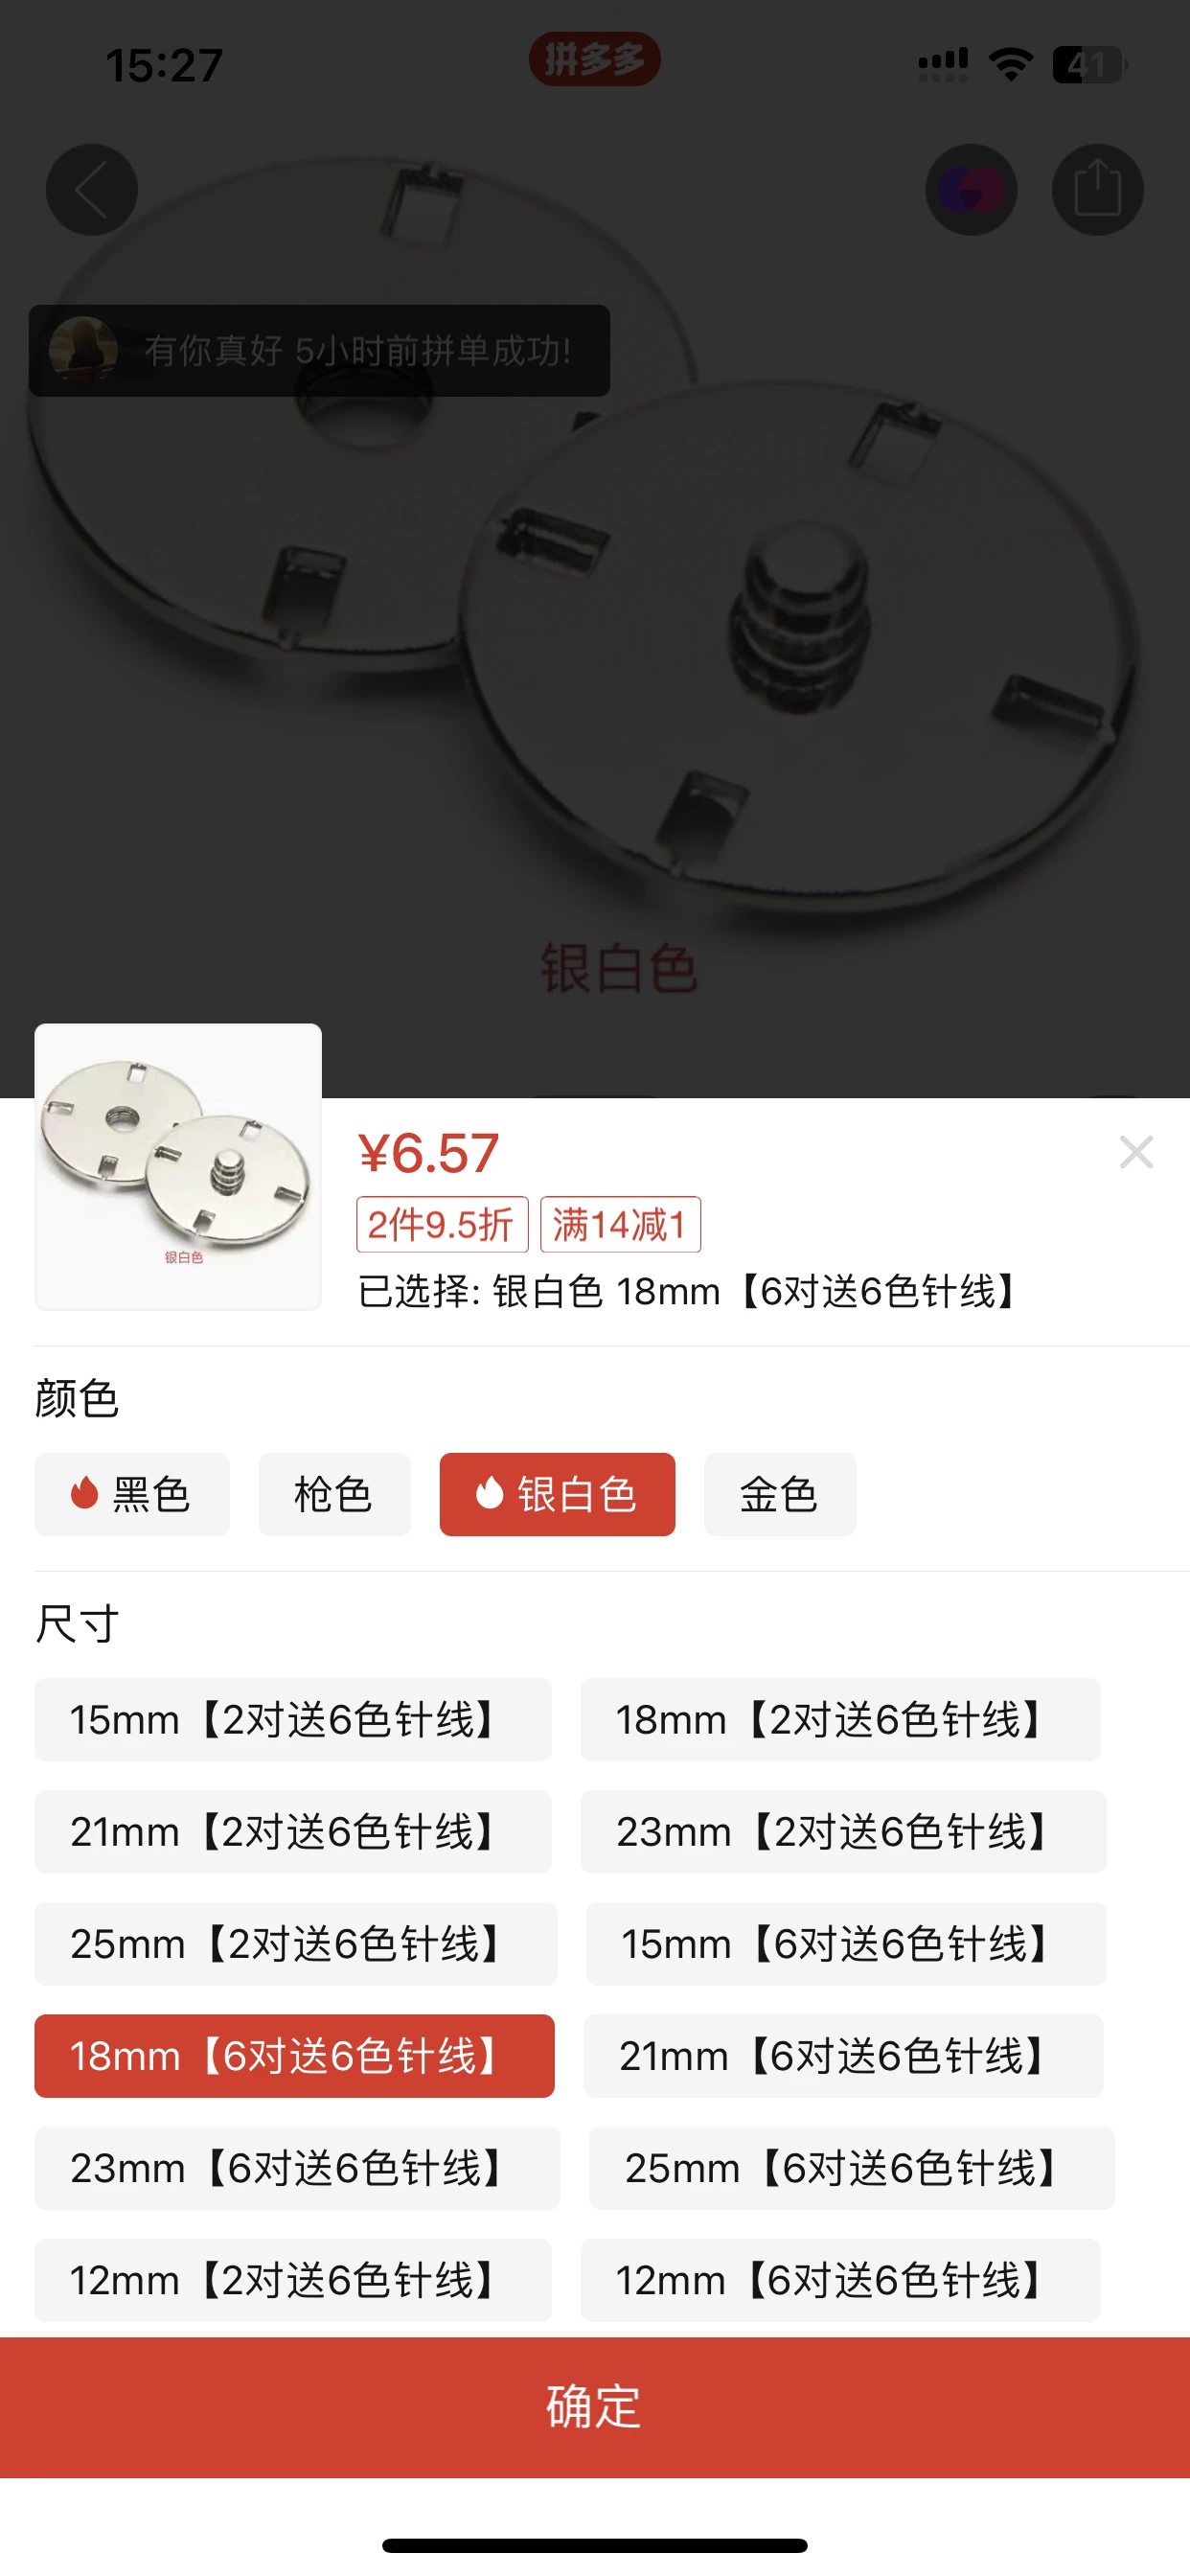 15:27
拼多多
41
有你真好 5小时前拼单成功!
银白色
银白色
¥6.57
2件9.5折 满14减1
已选择: 银白色 18mm【6对送6色针线】
颜色
黑色 枪色 银白色 金色
尺寸
15mm【2对送6色针线】 18mm【2对送6色针线】
21mm【2对送6色针线】 23mm【2对送6色针线】
25mm【2对送6色针线】 15mm【6对送6色针线】
18mm【6对送6色针线】 21mm【6对送6色针线】
23mm【6对送6色针线】 25mm【6对送6色针线】
12mm【2对送6色针线】 12mm【6对送6色针线】
确定